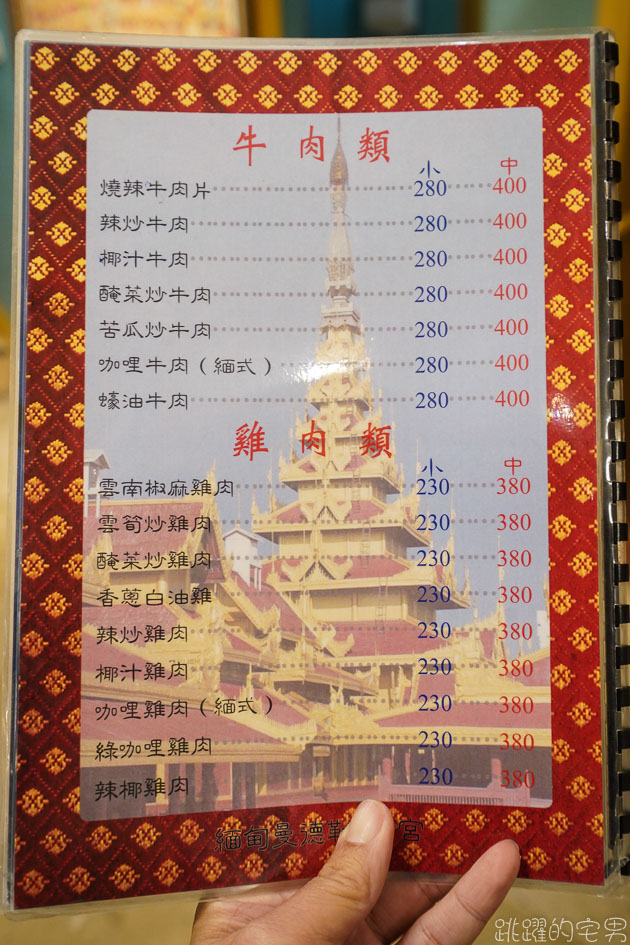 牛肉類
小 中
燒辣牛肉片 280 400
辣炒牛肉 280 400
椰汁牛肉 280 400
醃菜炒牛肉 280 400
苦瓜炒牛肉 280 400
咖哩牛肉（緬式） 280 400
蠔油牛肉 280 400
雞肉類
小 中
雲南椒麻雞肉 230 380
雲筍炒雞肉 230 380
醃菜炒雞肉 230 380
香蔥白油雞 230 380
辣炒雞肉 230 380
椰汁雞肉 230 380
咖哩雞肉（緬式） 230 380
綠咖哩雞肉 230 380
辣椰雞肉 230 380
緬甸曼德勒 宮
跳躍的宅男